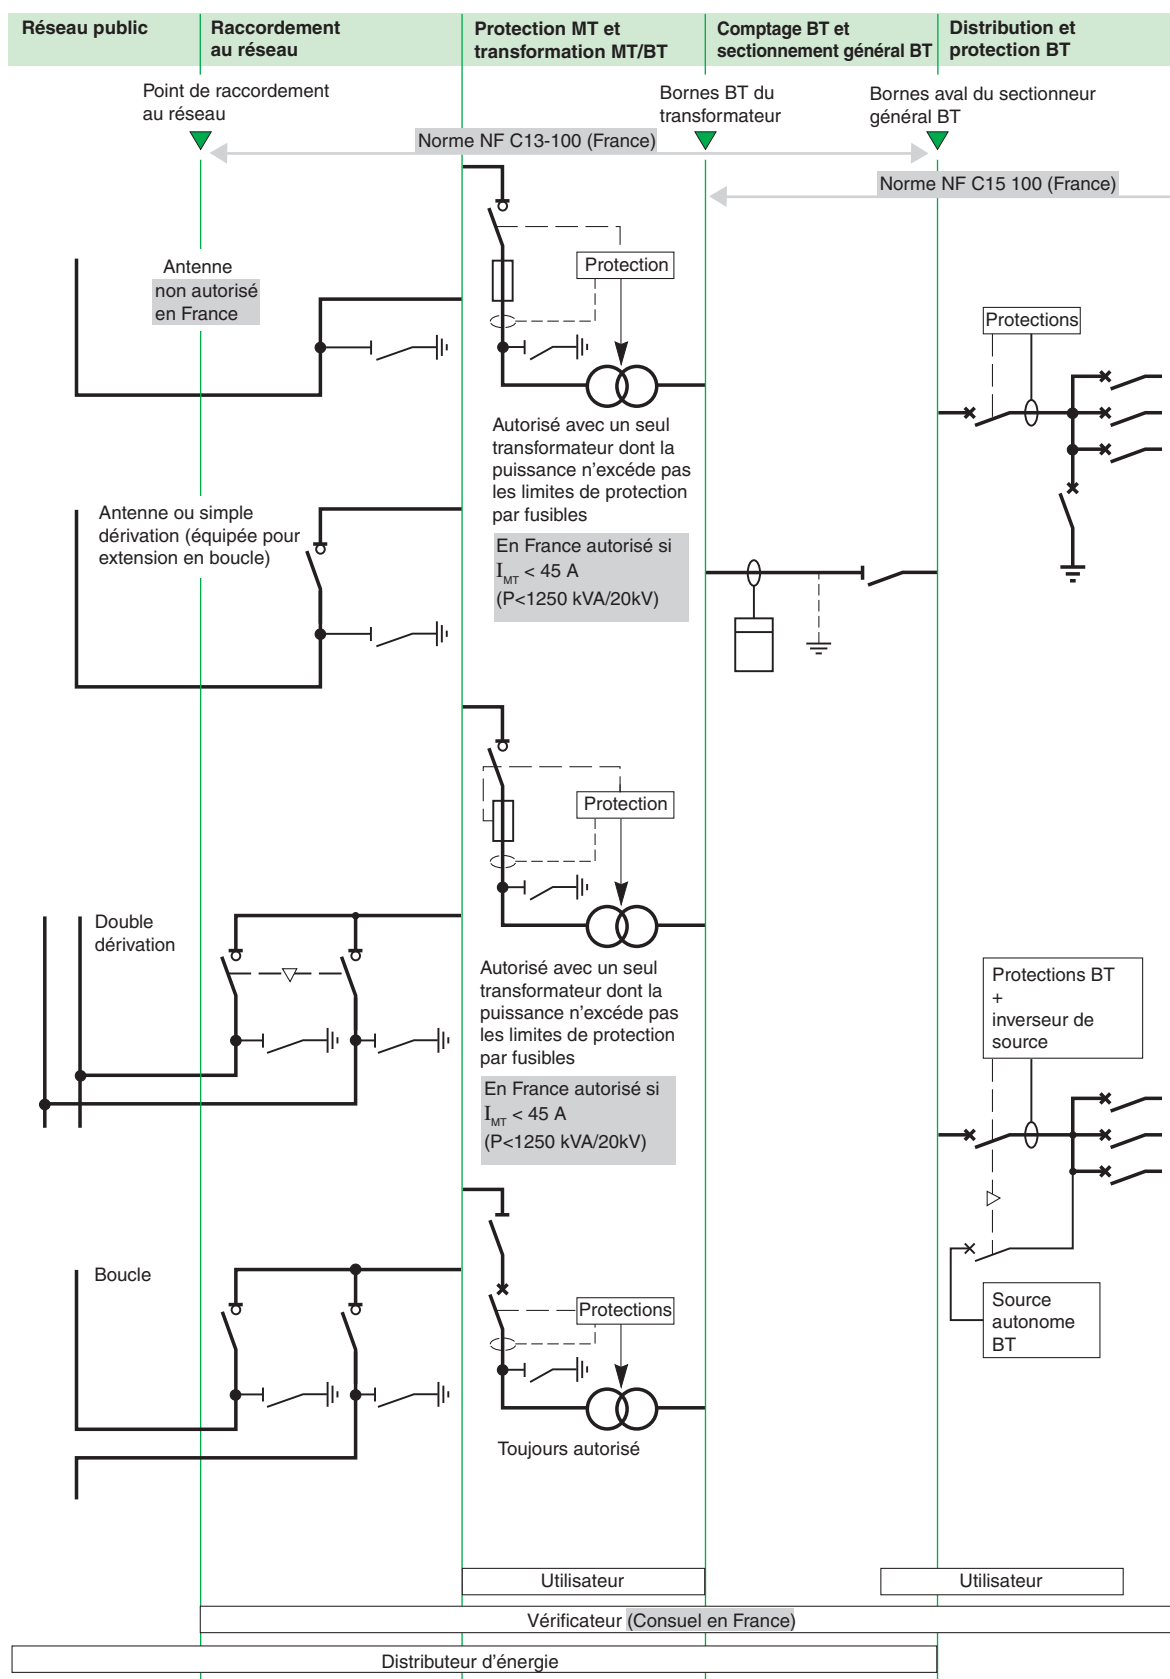 Réseau public
Raccordement
au réseau
Protection MT et
transformation MT/BT
Comptage BT et
sectionnement général BT
Distribution et
protection BT
Point de raccordement
au réseau
Bornes BT du
transformateur
Bornes aval du sectionneur
général BT
Norme NF C13-100 (France)
Norme NF C15 100 (France)
Antenne
non autorisé
en France
Protection
Protections
Autorisé avec un seul
transformateur dont la
puissance n'excéde pas
les limites de protection
par fusibles
En France autorisé si
IMT < 45 A
(P<1250 kVA/20kV)
Antenne ou simple
dérivation (équipée pour
extension en boucle)
Protection
Double
dérivation
Autorisé avec un seul
transformateur dont la
puissance n'excéde pas
les limites de protection
par fusibles
En France autorisé si
IMT < 45 A
(P<1250 kVA/20kV)
Protections BT
+
inverseur de
source
Boucle
Protections
Toujours autorisé
Source
autonome
BT
Utilisateur
Utilisateur
Vérificateur (Consuel en France)
Distributeur d'énergie